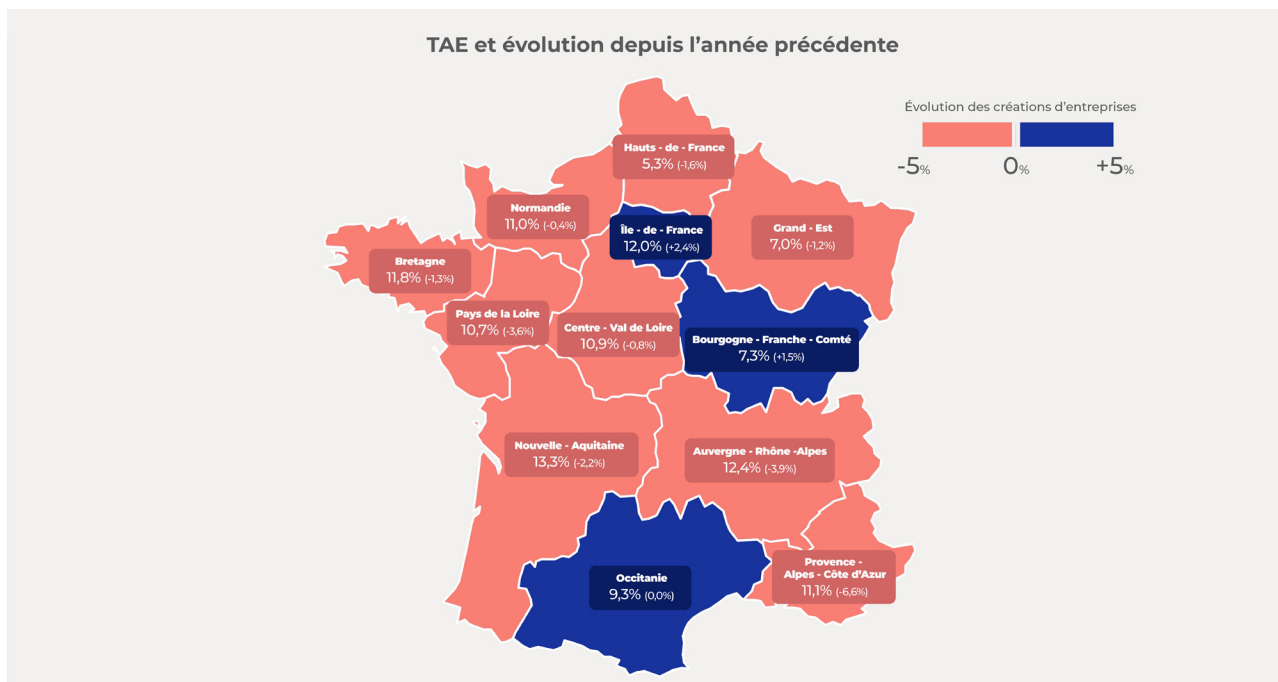 TAE et évolution depuis l’année précédente
Évolution des créations d’entreprises
-5% 0% +5%
Hauts - de - France
5,3% (-1,6%)
Normandie
11,0% (-0,4%)
Île - de - France
12,0% (+2,4%)
Grand - Est
7,0% (-1,2%)
Bretagne
11,8% (-1,3%)
Pays de la Loire
10,7% (-3,6%)
Centre - Val de Loire
10,9% (-0,8%)
Bourgogne - Franche - Comté
7,3% (+1,5%)
Nouvelle - Aquitaine
13,3% (-2,2%)
Auvergne - Rhône -Alpes
12,4% (-3,9%)
Occitanie
9,3% (0,0%)
Provence -
Alpes - Côte d’Azur
11,1% (-6,6%)